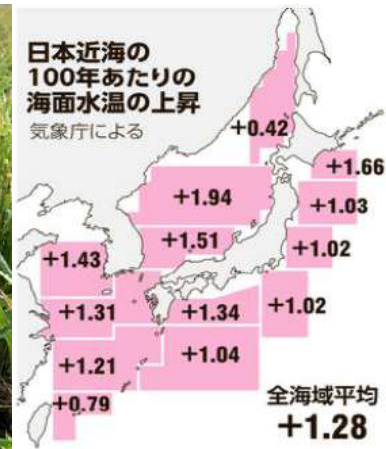 日本近海の
100年あたりの
海面水温の上昇
気象庁による
+0.42
+1.66
+1.94
+1.03
+1.51
+1.02
+1.43
+1.31
+1.34
+1.02
+1.21
+1.04
+0.79
全海域平均
+1.28